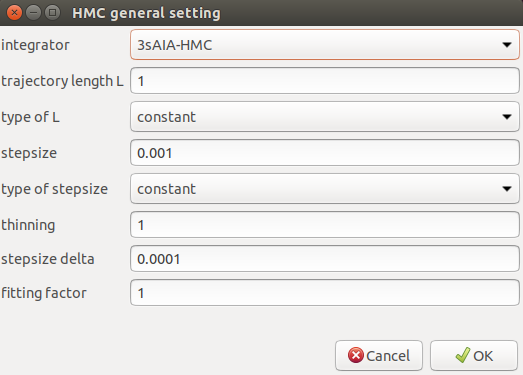 HMC general setting
integrator 3sAIA-HMC
trajectory length L 1
type of L constant
stepsize 0.001
type of stepsize constant
thinning 1
stepsize delta 0.0001
fitting factor 1
Cancel OK